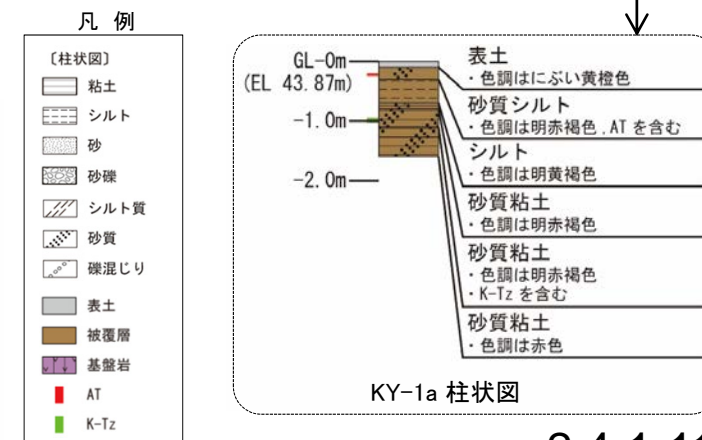 凡 例
〔柱状図〕
粘土
シルト
砂
砂礫
シルト質
砂質
礫混じり
表土
被覆層
基盤岩
AT
K-Tz
GL-0m
(EL 43.87m)
-1.0m
-2.0m
表土
・色調はにぶい黄橙色
砂質シルト
・色調は明赤褐色，ATを含む
シルト
・色調は明黄褐色
砂質粘土
・色調は明赤褐色
砂質粘土
・色調は明赤褐色
・K-Tzを含む
砂質粘土
・色調は赤色
KY-1a 柱状図